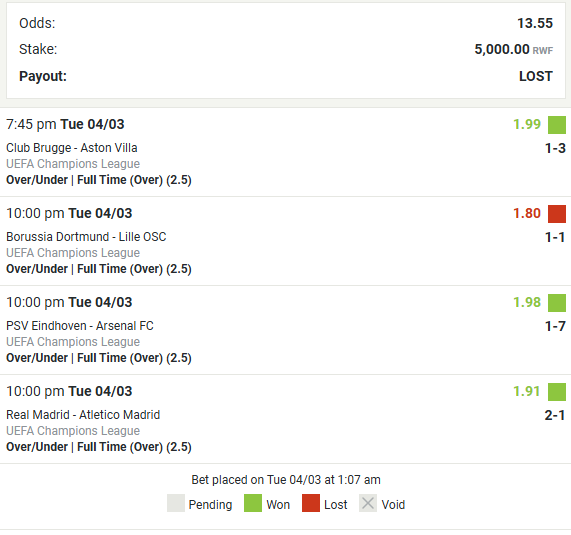 Odds: 13.55
Stake: 5,000.00 RWF
Payout: LOST
7:45 pm Tue 04/03 1.99
Club Brugge - Aston Villa 1-3
UEFA Champions League
Over/Under | Full Time (Over) (2.5)
10:00 pm Tue 04/03 1.80
Borussia Dortmund - Lille OSC 1-1
UEFA Champions League
Over/Under | Full Time (Over) (2.5)
10:00 pm Tue 04/03 1.98
PSV Eindhoven - Arsenal FC 1-7
UEFA Champions League
Over/Under | Full Time (Over) (2.5)
10:00 pm Tue 04/03 1.91
Real Madrid - Atletico Madrid 2-1
UEFA Champions League
Over/Under | Full Time (Over) (2.5)
Bet placed on Tue 04/03 at 1:07 am
Pending Won Lost Void